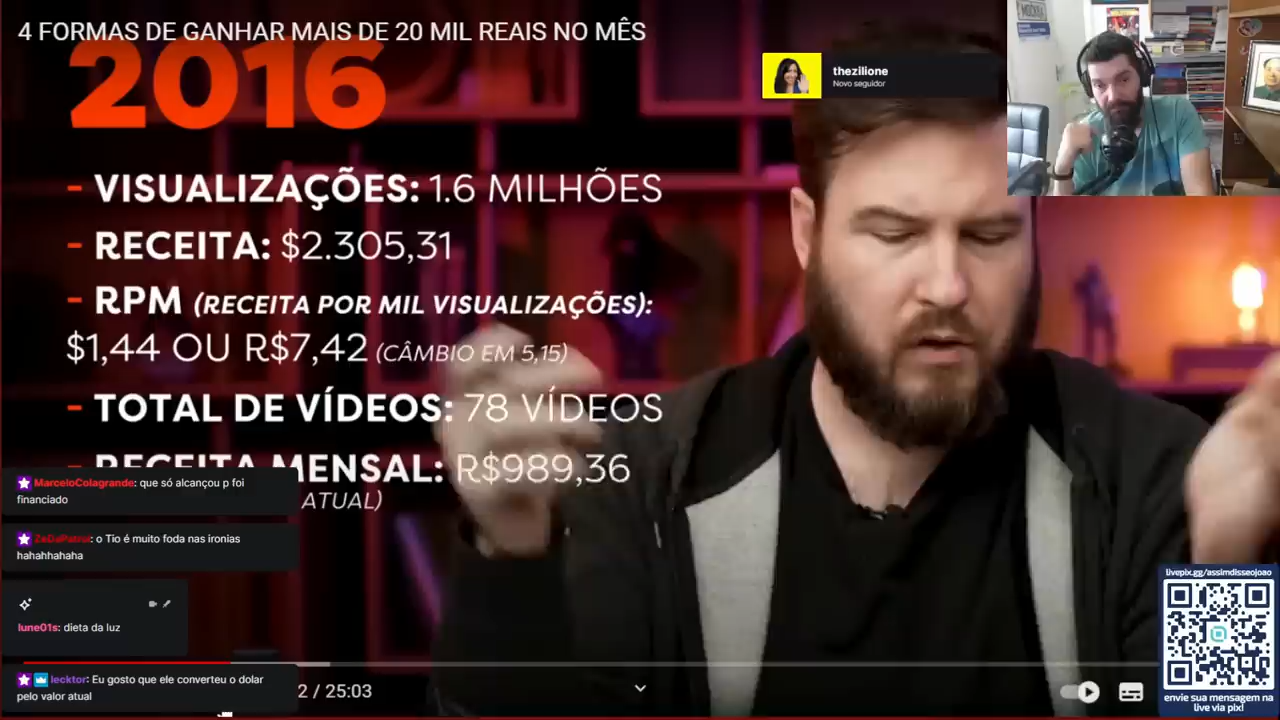 4 FORMAS DE GANHAR MAIS DE 20 MIL REAIS NO MÊS
2016
thezilione
Novo seguidor
- VISUALIZAÇÕES: 1.6 MILHÕES
- RECEITA: $2.305,31
- RPM (RECEITA POR MIL VISUALIZAÇÕES):
$1,44 OU R$7,42 (CÂMBIO EM 5,15)
- TOTAL DE VÍDEOS: 78 VÍDEOS
- RECEITA MENSAL: R$989,36
ATUAL)
MarceloColagrande: que só alcançou p foi
financiado
ZeDaPatrul: o Tio é muito foda nas ironias
hahahhahaha
lune01s: dieta da luz
lecktor: Eu gosto que ele converteu o dolar
pelo valor atual
2 / 25:03
livepix.gg/assimdisseojoao
envie sua mensagem na
live via pix!